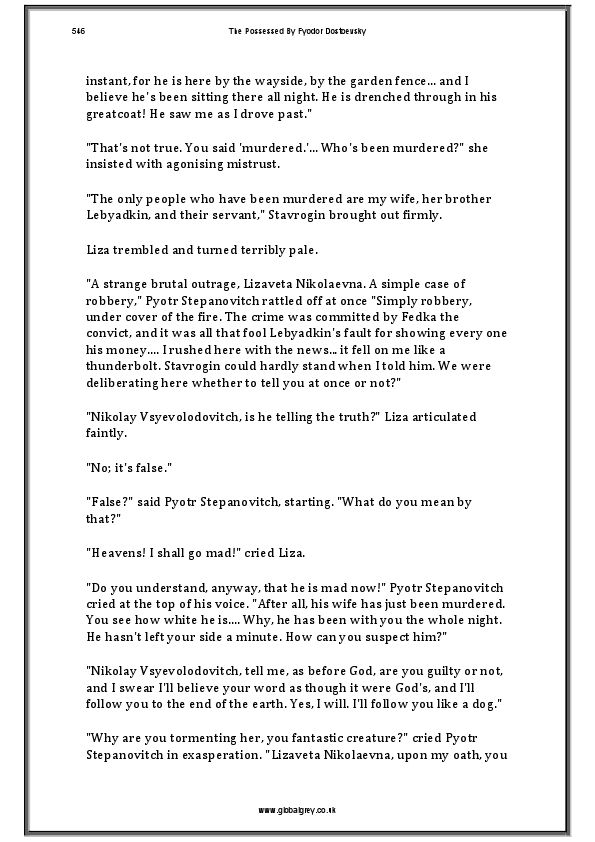 546
The Possessed By Fyodor Dostoevsky
instant, for he is here by the wayside, by the garden fence... and I
believe he's been sitting there all night. He is drenched through in his
greatcoat! He saw me as I drove past."
"That's not true. You said 'murdered.'... Who's been murdered?" she
insisted with agonising mistrust.
"The only people who have been murdered are my wife, her brother
Lebyadkin, and their servant," Stavrogin brought out firmly.
Liza trembled and turned terribly pale.
"A strange brutal outrage, Lizaveta Nikolaevna. A simple case of
robbery," Pyotr Stepanovitch rattled off at once "Simply robbery,
under cover of the fire. The crime was committed by Fedka the
convict, and it was all that fool Lebyadkin's fault for showing every one
his money.... I rushed here with the news... it fell on me like a
thunderbolt. Stavrogin could hardly stand when I told him. We were
deliberating here whether to tell you at once or not?"
"Nikolay Vsyevolodovitch, is he telling the truth?" Liza articulated
faintly.
"No; it's false."
"False?" said Pyotr Stepanovitch, starting. "What do you mean by
that?"
"Heavens! I shall go mad!" cried Liza.
"Do you understand, anyway, that he is mad now!" Pyotr Stepanovitch
cried at the top of his voice. "After all, his wife has just been murdered.
You see how white he is.... Why, he has been with you the whole night.
He hasn't left your side a minute. How can you suspect him?"
"Nikolay Vsyevolodovitch, tell me, as before God, are you guilty or not,
and I swear I'll believe your word as though it were God's, and I'll
follow you to the end of the earth. Yes, I will. I'll follow you like a dog."
"Why are you tormenting her, you fantastic creature?" cried Pyotr
Stepanovitch in exasperation. "Lizaveta Nikolaevna, upon my oath, you
www.globalgrey.co.uk